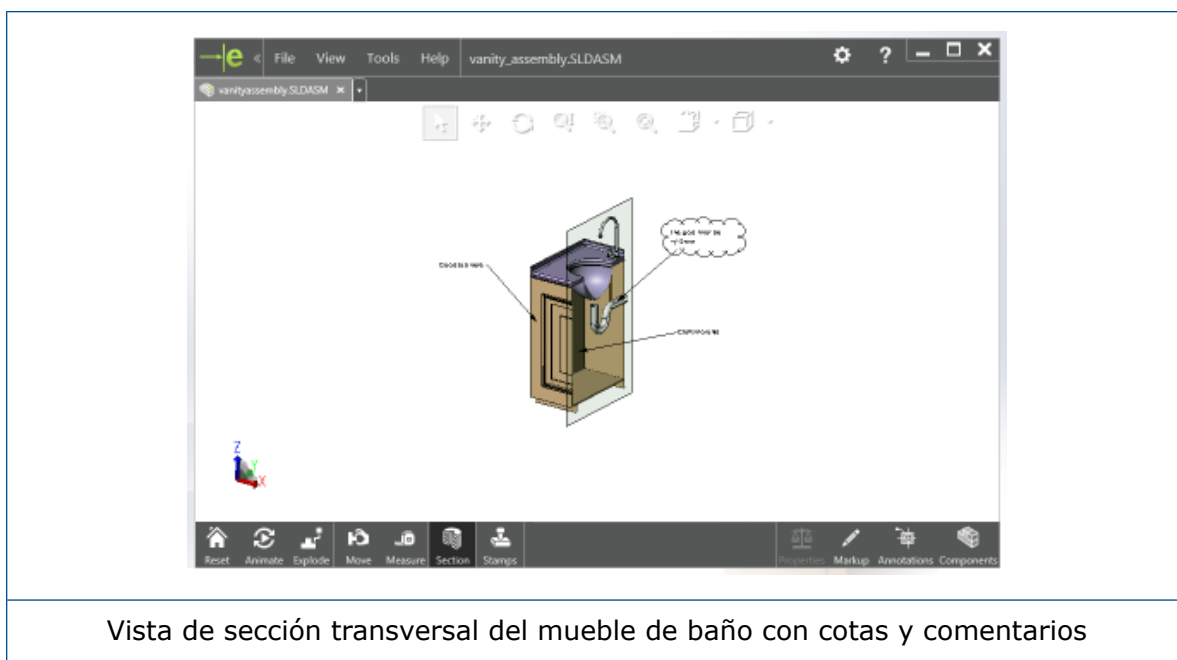 e « File View Tools Help vanity_assembly.SLDASM ?
vanityassembly.SLDASM
Z
Y
X
Reset Animate Explode Move Measure Section Stamps Properties Markup Annotations Components
Vista de sección transversal del mueble de baño con cotas y comentarios